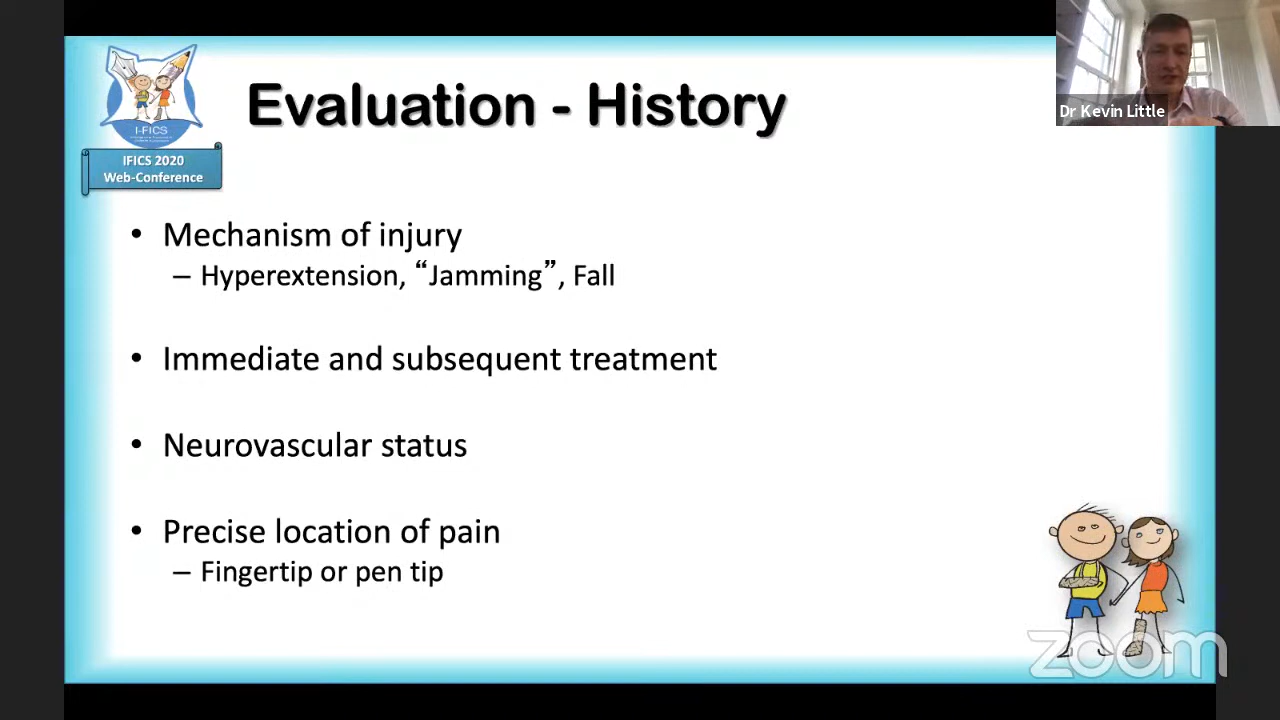 Evaluation - History
Dr Kevin Little
I-FICS
IFICS 2020
Web-Conference
• Mechanism of injury
– Hyperextension, “Jamming”, Fall
• Immediate and subsequent treatment
• Neurovascular status
• Precise location of pain
– Fingertip or pen tip
zoom